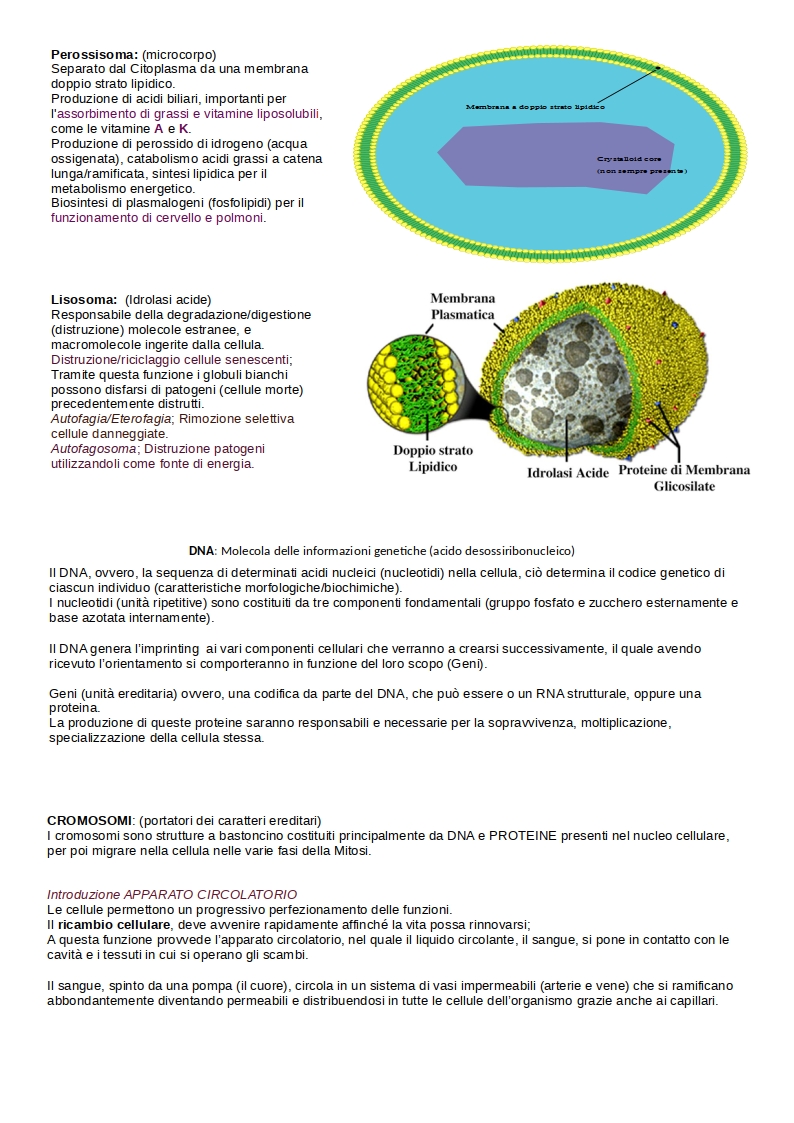 Perossisoma: (microcorpo)
Separato dal Citoplasma da una membrana
doppio strato lipidico.
Produzione di acidi biliari, importanti per
l'assorbimento di grassi e vitamine liposolubili,
come le vitamine A e K.
Produzione di perossido di idrogeno (acqua
ossigenata), catabolismo acidi grassi a catena
lunga/ramificata, sintesi lipidica per il
metabolismo energetico.
Biosintesi di plasmalogeni (fosfolipidi) per il
funzionamento di cervello e polmoni.
Membrana a doppio strato lipidico
Crystalloid core
(non sempre presente)
Lisosoma:  (Idrolasi acide)
Responsabile della degradazione/digestione
(distruzione) molecole estranee, e
macromolecole ingerite dalla cellula.
Distruzione/riciclaggio cellule senescenti;
Tramite questa funzione i globuli bianchi
possono disfarsi di patogeni (cellule morte)
precedentemente distrutti.
Autofagia/Eterofagia; Rimozione selettiva
cellule danneggiate.
Autofagosoma; Distruzione patogeni
utilizzandoli come fonte di energia.
Membrana
Plasmatica
Doppio strato
Lipidico
Idrolasi Acide
Proteine di Membrana
Glicosilate
DNA: Molecola delle informazioni genetiche (acido desossiribonucleico)
Il DNA, ovvero, la sequenza di determinati acidi nucleici (nucleotidi) nella cellula, ciò determina il codice genetico di
ciascun individuo (caratteristiche morfologiche/biochimiche).
I nucleotidi (unità ripetitive) sono costituiti da tre componenti fondamentali (gruppo fosfato e zucchero esternamente e
base azotata internamente).
Il DNA genera l’imprinting  ai vari componenti cellulari che verranno a crearsi successivamente, il quale avendo
ricevuto l’orientamento si comporteranno in funzione del loro scopo (Geni).
Geni (unità ereditaria) ovvero, una codifica da parte del DNA, che può essere o un RNA strutturale, oppure una
proteina.
La produzione di queste proteine saranno responsabili e necessarie per la sopravvivenza, moltiplicazione,
specializzazione della cellula stessa.
CROMOSOMI: (portatori dei caratteri ereditari)
I cromosomi sono strutture a bastoncino costituiti principalmente da DNA e PROTEINE presenti nel nucleo cellulare,
per poi migrare nella cellula nelle varie fasi della Mitosi.
Introduzione APPARATO CIRCOLATORIO
Le cellule permettono un progressivo perfezionamento delle funzioni.
Il ricambio cellulare, deve avvenire rapidamente affinché la vita possa rinnovarsi;
A questa funzione provvede l’apparato circolatorio, nel quale il liquido circolante, il sangue, si pone in contatto con le
cavità e i tessuti in cui si operano gli scambi.
Il sangue, spinto da una pompa (il cuore), circola in un sistema di vasi impermeabili (arterie e vene) che si ramificano
abbondantemente diventando permeabili e distribuendosi in tutte le cellule dell’organismo grazie anche ai capillari.